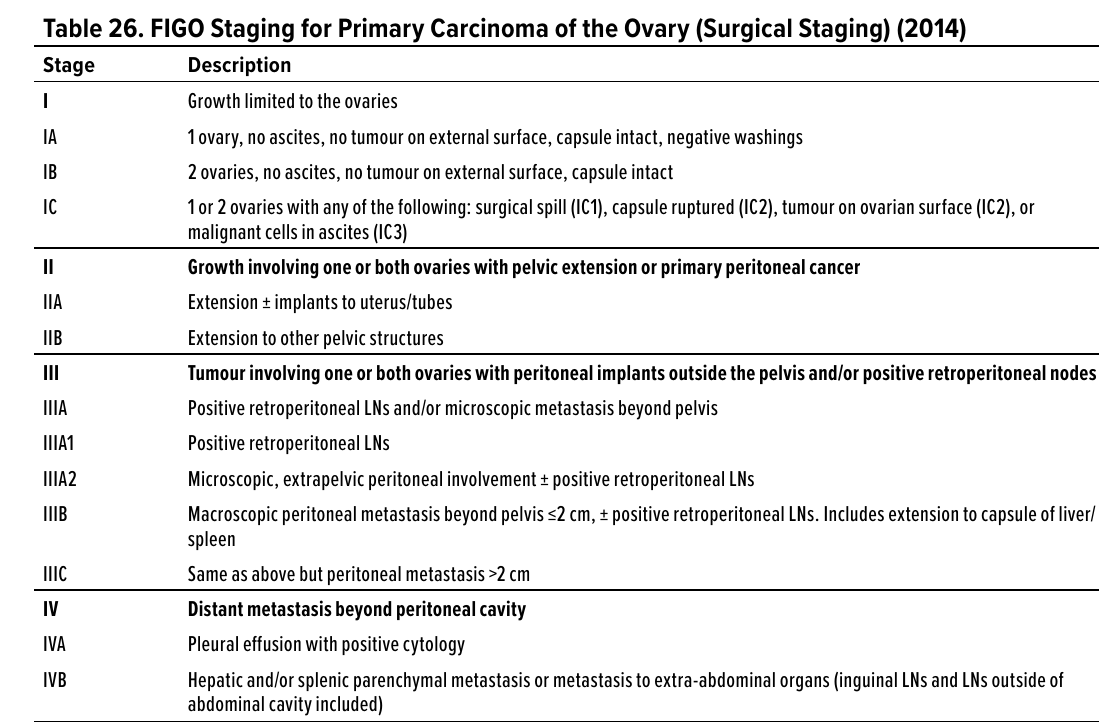 Table 26. FIGO Staging for Primary Carcinoma of the Ovary (Surgical Staging) (2014)
Stage Description
I Growth limited to the ovaries
IA 1 ovary, no ascites, no tumour on external surface, capsule intact, negative washings
IB 2 ovaries, no ascites, no tumour on external surface, capsule intact
IC 1 or 2 ovaries with any of the following: surgical spill (IC1), capsule ruptured (IC2), tumour on ovarian surface (IC2), or
malignant cells in ascites (IC3)
II Growth involving one or both ovaries with pelvic extension or primary peritoneal cancer
IIA Extension ± implants to uterus/tubes
IIB Extension to other pelvic structures
III Tumour involving one or both ovaries with peritoneal implants outside the pelvis and/or positive retroperitoneal nodes
IIIA Positive retroperitoneal LNs and/or microscopic metastasis beyond pelvis
IIIA1 Positive retroperitoneal LNs
IIIA2 Microscopic, extrapelvic peritoneal involvement ± positive retroperitoneal LNs
IIIB Macroscopic peritoneal metastasis beyond pelvis ≤2 cm, ± positive retroperitoneal LNs. Includes extension to capsule of liver/
spleen
IIIC Same as above but peritoneal metastasis >2 cm
IV Distant metastasis beyond peritoneal cavity
IVA Pleural effusion with positive cytology
IVB Hepatic and/or splenic parenchymal metastasis or metastasis to extra-abdominal organs (inguinal LNs and LNs outside of
abdominal cavity included)